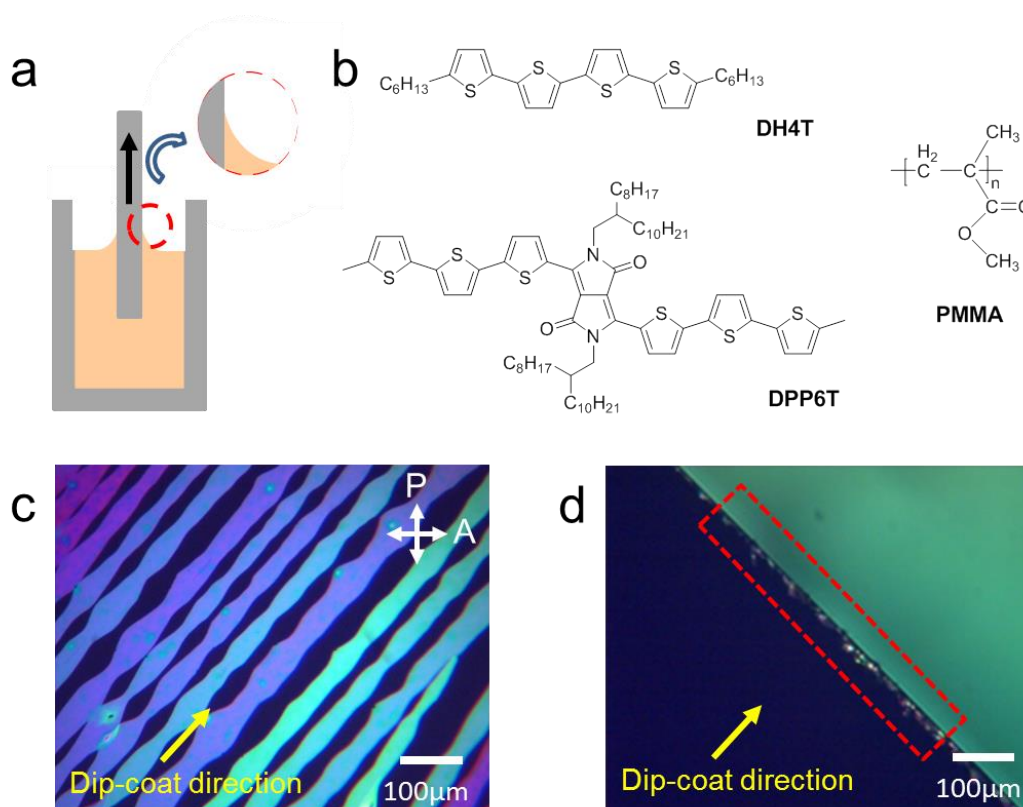 a
b
S
S
S
S
C6H13
C6H13
DH4T
CH3
H2
C
C
n
C=O
O
CH3
PMMA
C8H17
C10H21
S
S
S
N
O
O
N
S
S
S
C8H17
C10H21
DPP6T
c
P
A
Dip-coat direction
100μm
d
Dip-coat direction
100μm